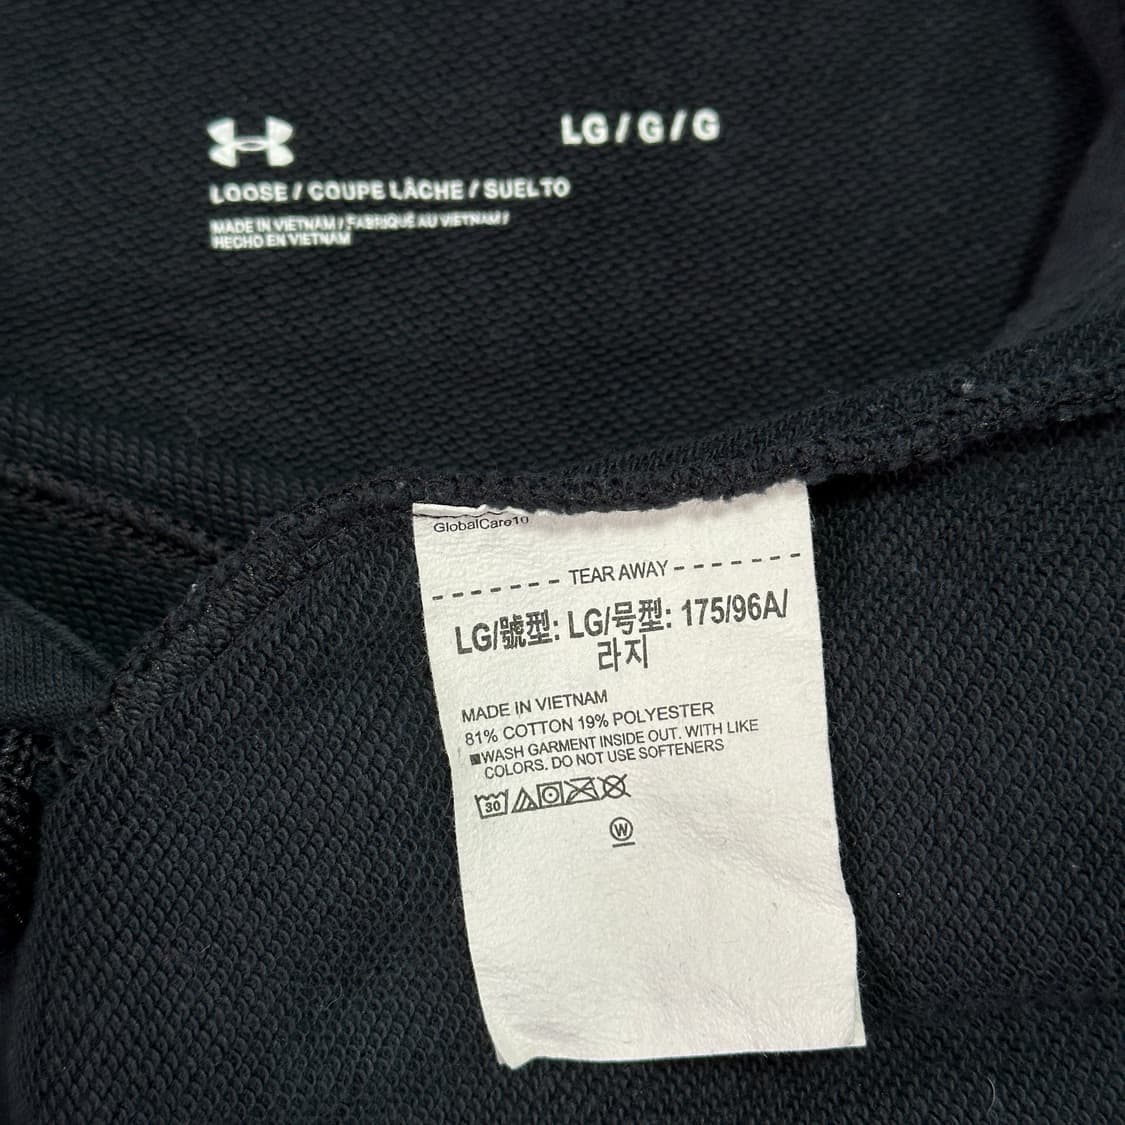 LG / G / G
LOOSE / COUPE LÂCHE / SUELTO
MADE IN VIETNAM / FABRIQUÉ AU VIETNAM /
HECHO EN VIETNAM
GlobalCare10
TEAR AWAY
LG/號型: LG/号型: 175/96A/
라지
MADE IN VIETNAM
81% COTTON 19% POLYESTER
WASH GARMENT INSIDE OUT. WITH LIKE
COLORS. DO NOT USE SOFTENERS
30
W